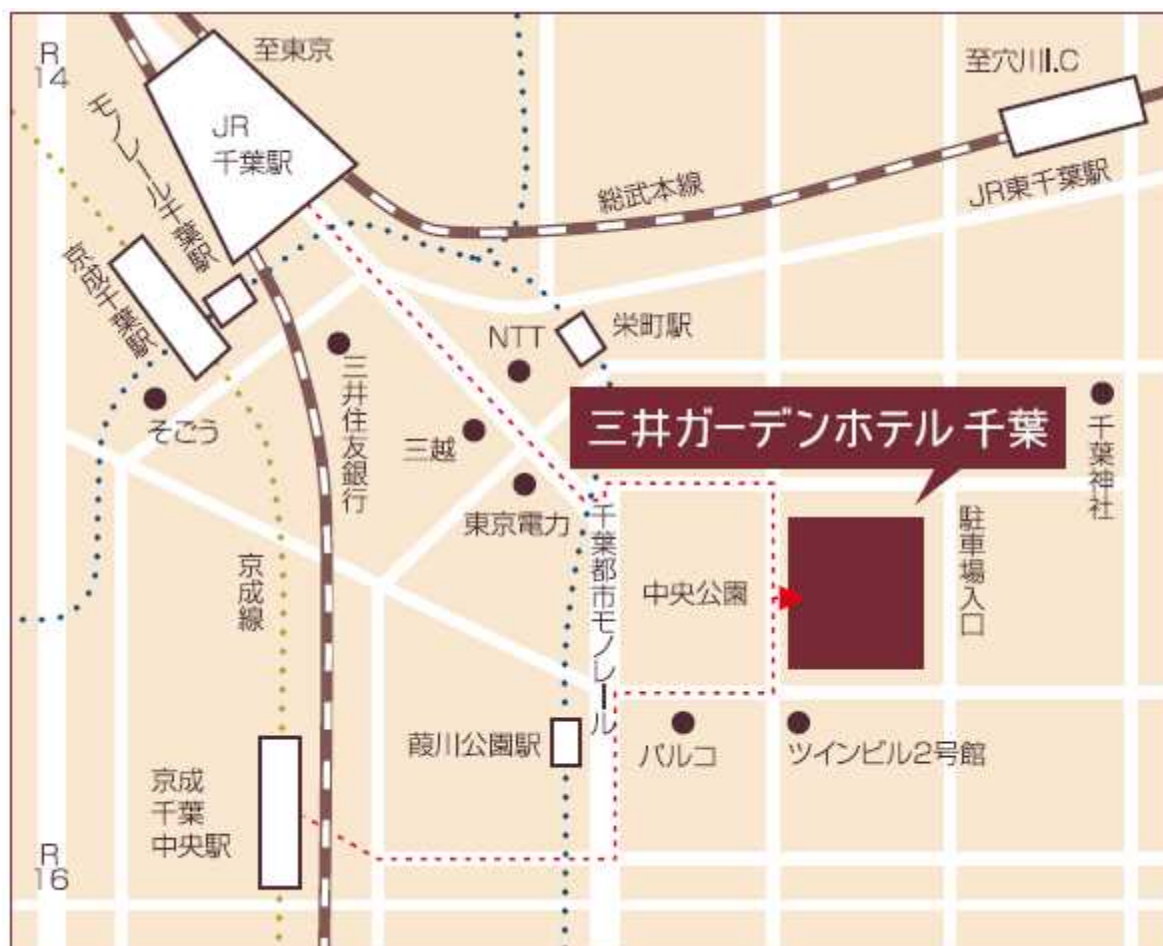 R
14
至東京
至穴川I.C
JR
千葉駅
モノレール千葉駅
総武本線
JR東千葉駅
京成千葉駅
栄町駅
NTT
三井住友銀行
そごう
三越
三井ガーデンホテル 千葉
千葉神社
東京電力
千葉都市モノレール
駐車場入口
京成線
中央公園
葭川公園駅
パルコ
ツインビル2号館
京成
千葉
中央駅
R
16